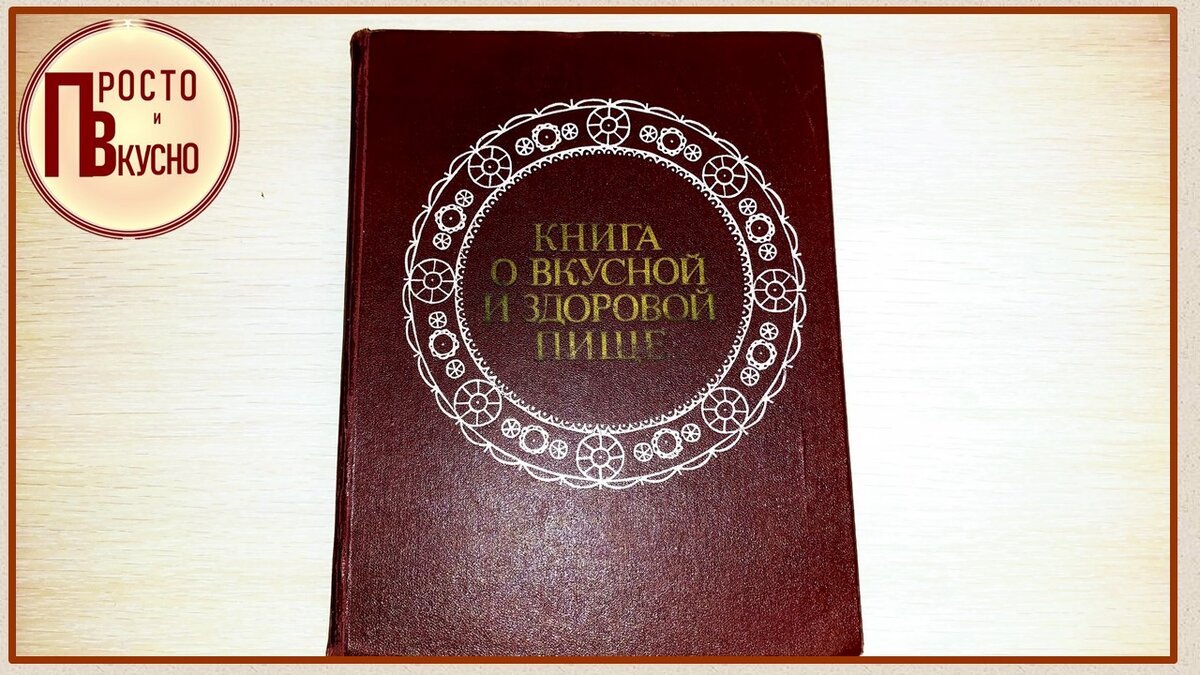 ПРОСТО
и
ВКУСНО
КНИГА
О ВКУСНОЙ
И ЗДОРОВОЙ
ПИЩЕ